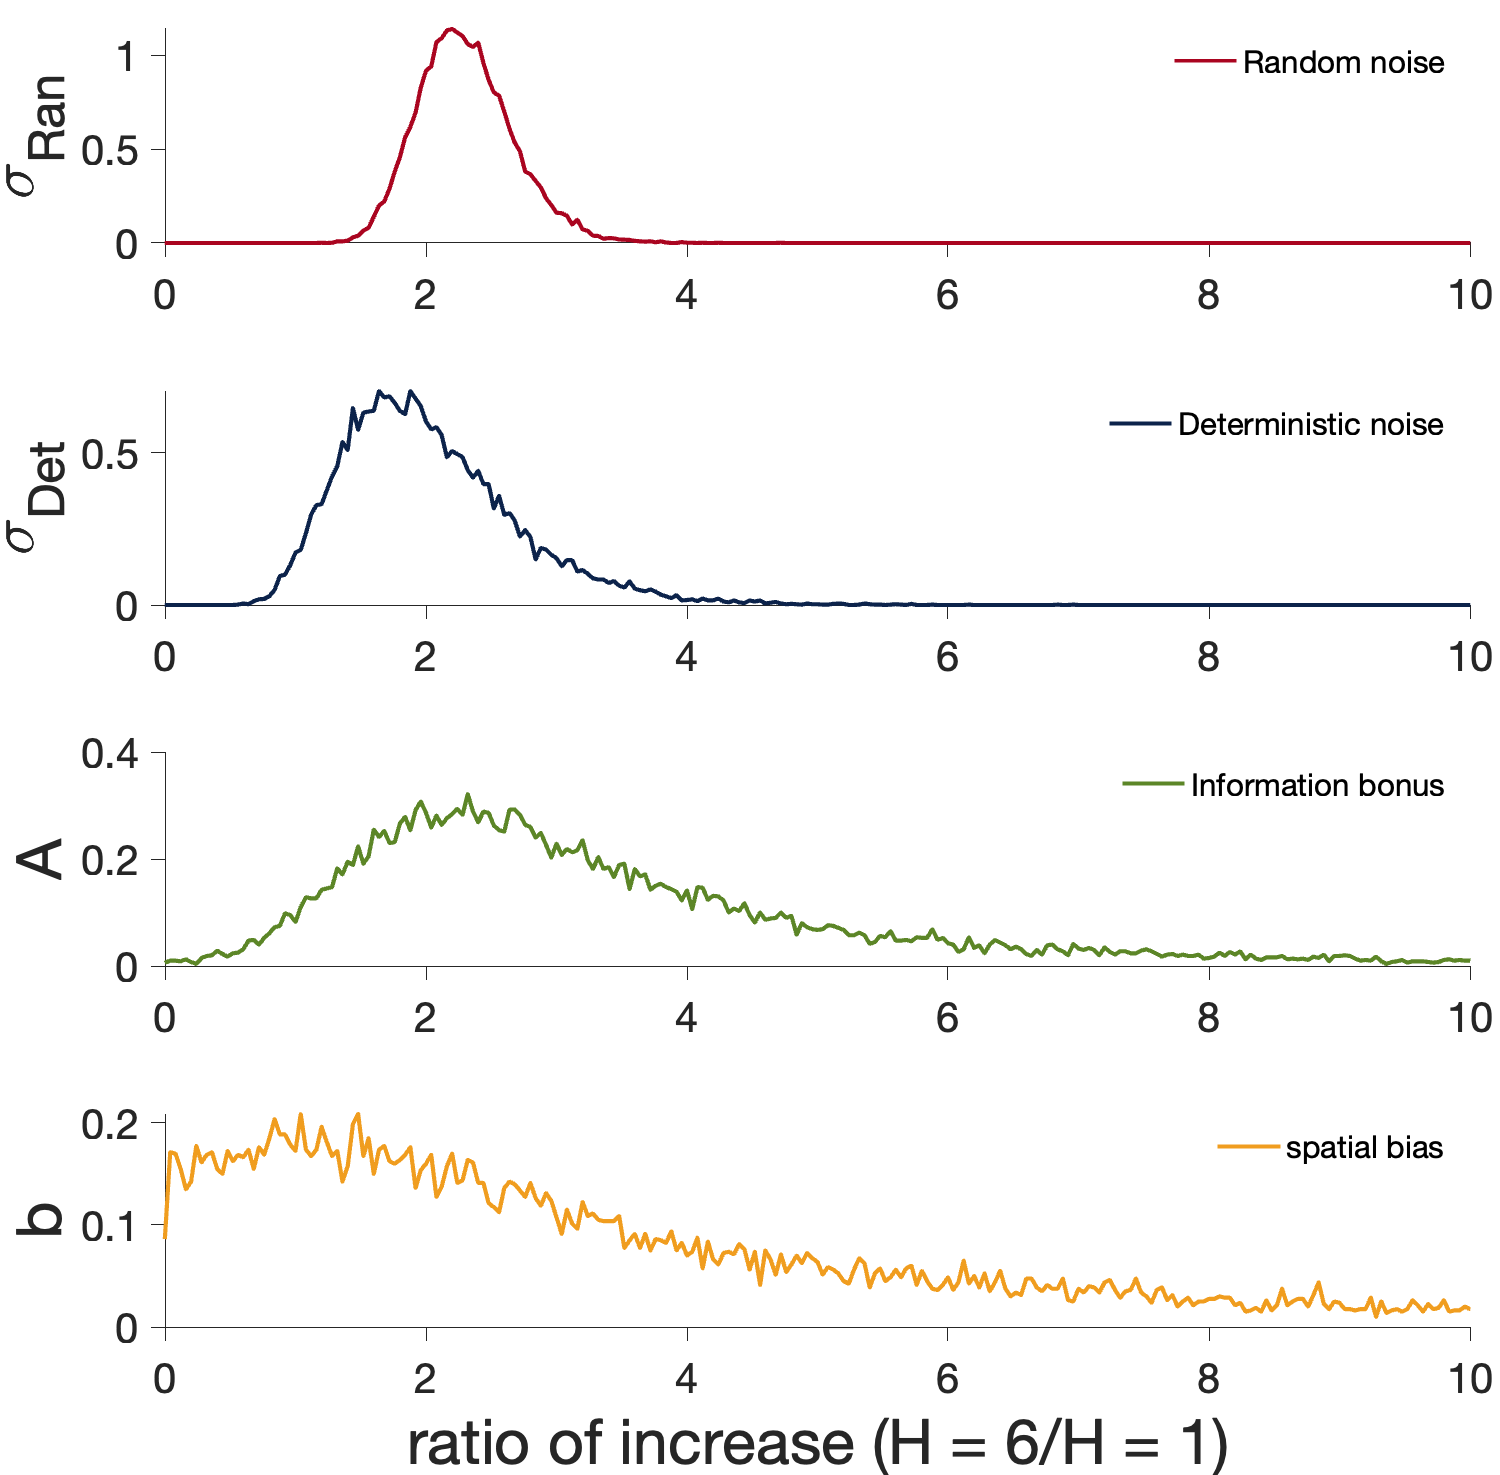 σ Ran
1
0.5
0
Random noise
0 2 4 6 8 10
σ Det
0.5
0
Deterministic noise
0 2 4 6 8 10
A
0.4
0.2
0
Information bonus
0 2 4 6 8 10
b
0.2
0.1
0
spatial bias
0 2 4 6 8 10
ratio of increase (H = 6/H = 1)